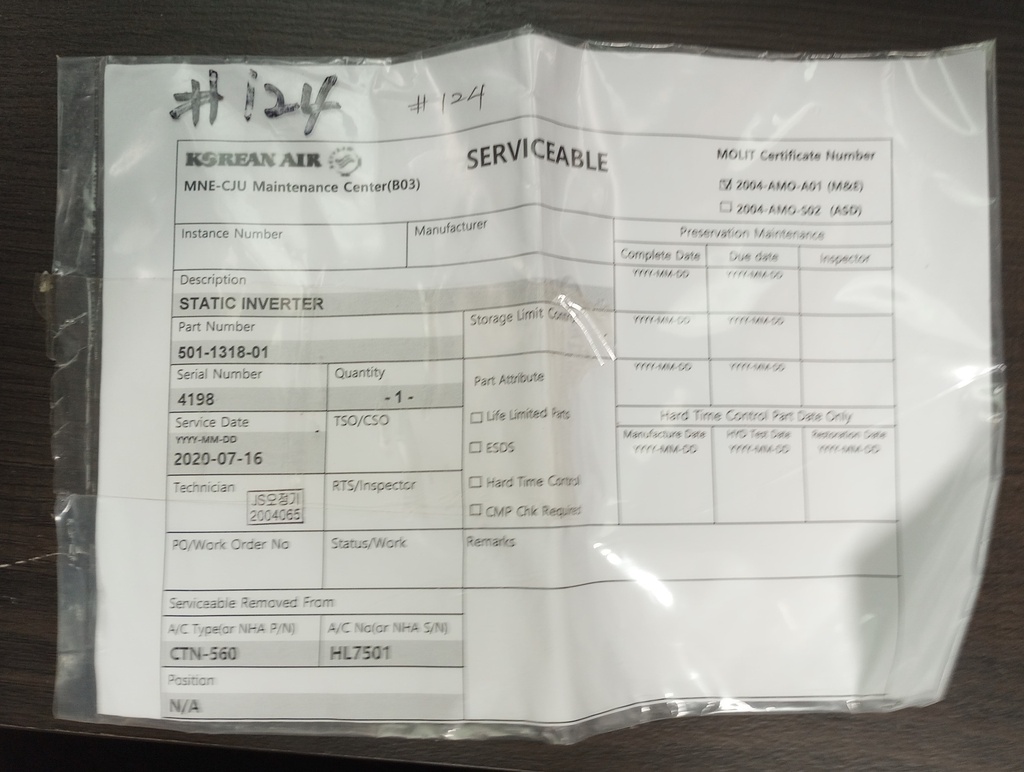 #124
# 124
KOREAN AIR
SERVICEABLE
MOLIT Certificate Number
MNE-CJU Maintenance Center(B03)
☑ 2004-AMO-A01 (M&E)
☐ 2004-AMO-S02 (ASD)
Instance Number
Manufacturer
Preservation Maintenance
Complete Date
Due date
Inspector
YYYY-MM-DD
YYYY-MM-DD
Description
STATIC INVERTER
Part Number
501-1318-01
Storage Limit
YYYY-MM-DD
YYYY-MM-DD
Serial Number
4198
Quantity
- 1 -
Part Attribute
YYYY-MM-DD
YYYY-MM-DD
☐ Life Limited Parts
☐ ESDS
☐ Hard Time Control
☐ CMP Chk Required
Service Date
YYYY-MM-DD
2020-07-16
TSO/CSO
Hard Time Control Part Date Only
Manufacture Date
HYD Test Date
Restoration Date
YYYY-MM-DD
YYYY-MM-DD
YYYY-MM-DD
Technician
JS오정기
2004065
RTS/Inspector
PO/Work Order No
Status/Work
Remarks
Serviceable Removed From
A/C Type(or NHA P/N)
CTN-560
A/C No(or NHA S/N)
HL7501
Position
N/A